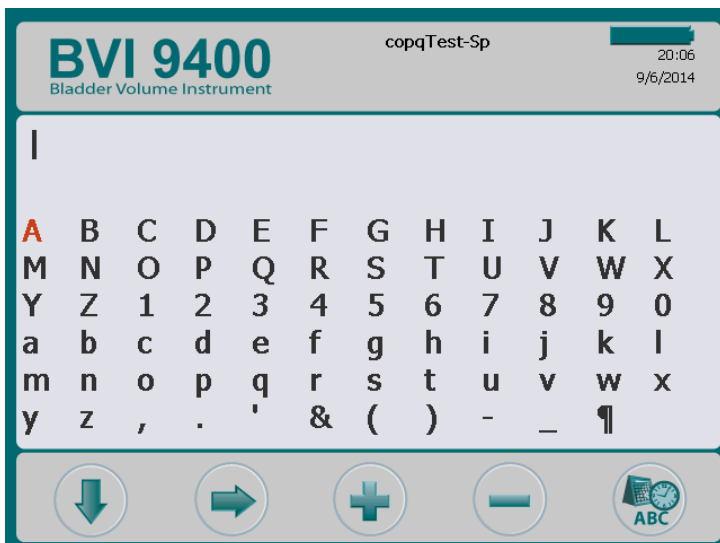 BVI 9400
Bladder Volume Instrument
copqTest-Sp
20:06
9/6/2014
A B C D E F G H I J K L
M N O P Q R S T U V W X
Y Z 1 2 3 4 5 6 7 8 9 0
a b c d e f g h i j k l
m n o p q r s t u v w x
y z , . ' & ( ) - _ ¶
ABC